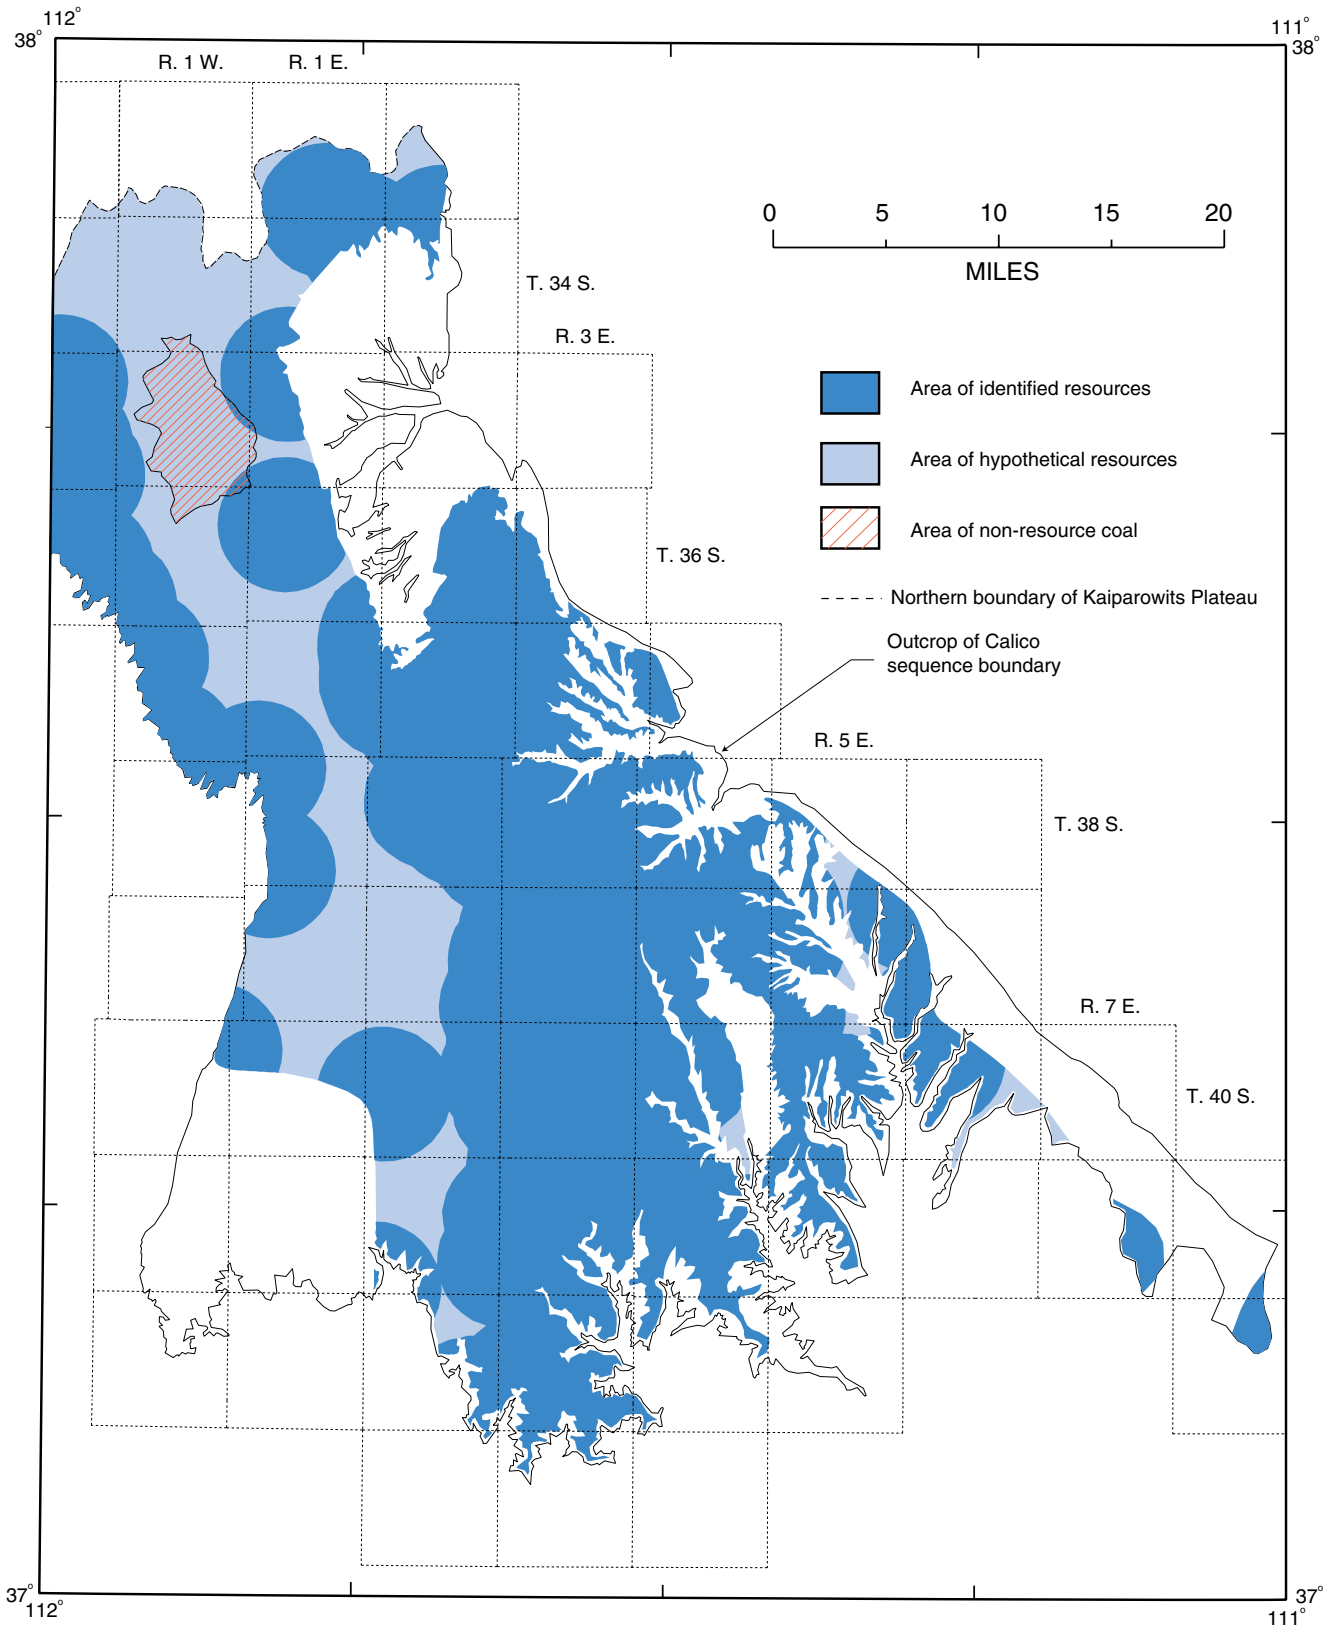 112°
111°
38°
38°
R. 1 W.
R. 1 E.
0
5
10
15
20
MILES
T. 34 S.
R. 3 E.
Area of identified resources
Area of hypothetical resources
Area of non-resource coal
T. 36 S.
Northern boundary of Kaiparowits Plateau
Outcrop of Calico
sequence boundary
R. 5 E.
T. 38 S.
R. 7 E.
T. 40 S.
37°
37°
112°
111°